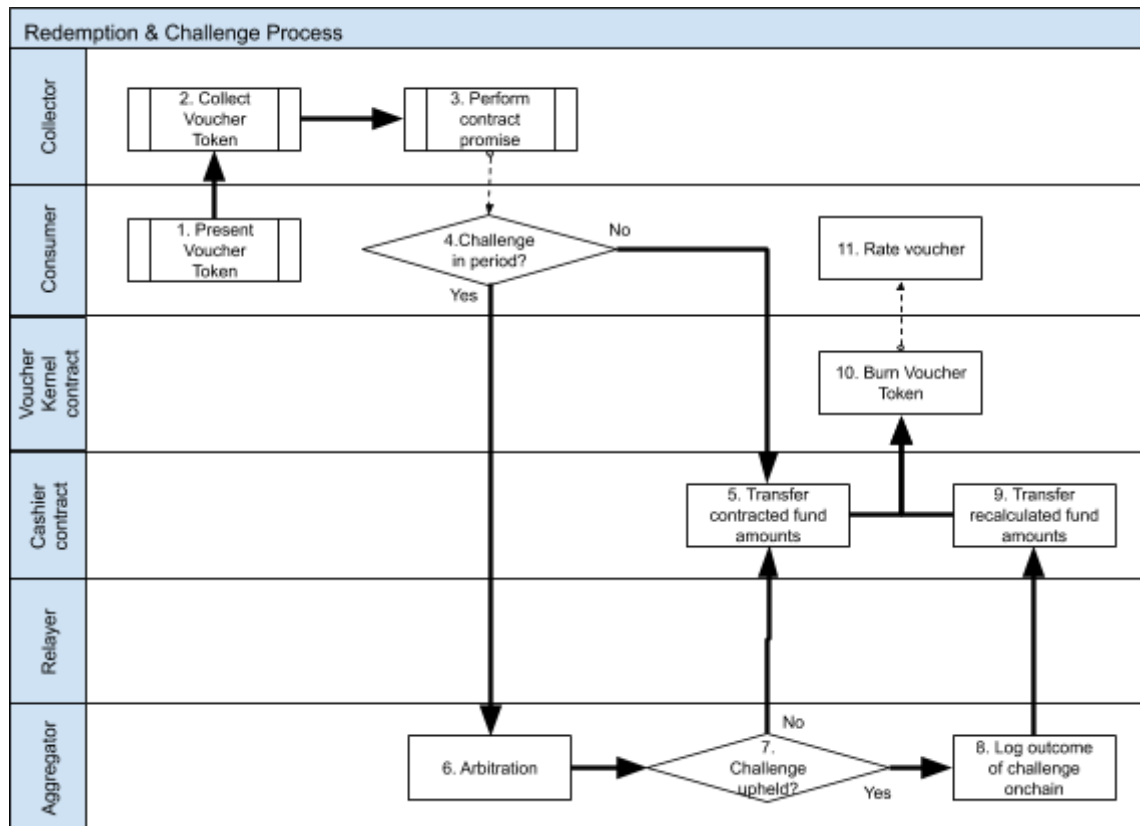 Redemption & Challenge Process
Collector
2. Collect
Voucher
Token
3. Perform
contract
promise
Consumer
1. Present
Voucher
Token
4.Challenge
in period?
No
Yes
11. Rate voucher
Voucher
Kernel
contract
10. Burn Voucher
Token
Cashier
contract
5. Transfer
contracted fund
amounts
9. Transfer
recalculated fund
amounts
Relayer
Aggregator
6. Arbitration
7.
Challenge
upheld?
No
Yes
8. Log outcome
of challenge
onchain